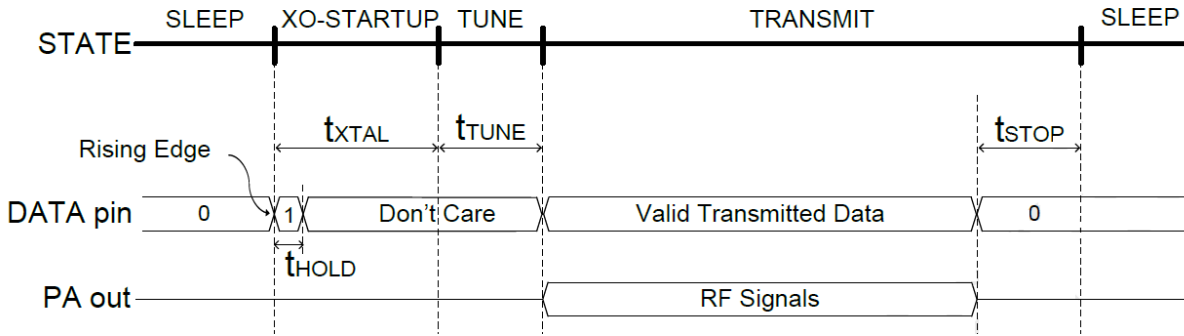 SLEEP XO-STARTUP TUNE TRANSMIT SLEEP
STATE
tXTAL tTUNE tSTOP
Rising Edge
DATA pin 0 1 Don't Care Valid Transmitted Data 0
tHOLD
PA out RF Signals